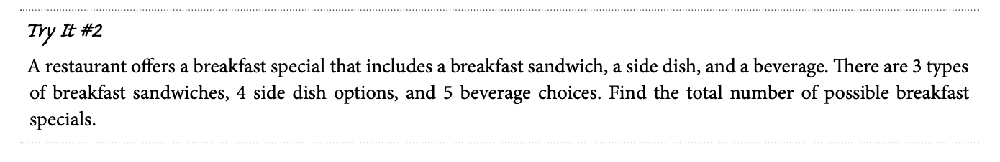 Try It #2
A restaurant offers a breakfast special that includes a breakfast sandwich, a side dish, and a beverage. There are 3 types
of breakfast sandwiches, 4 side dish options, and 5 beverage choices. Find the total number of possible breakfast
specials.